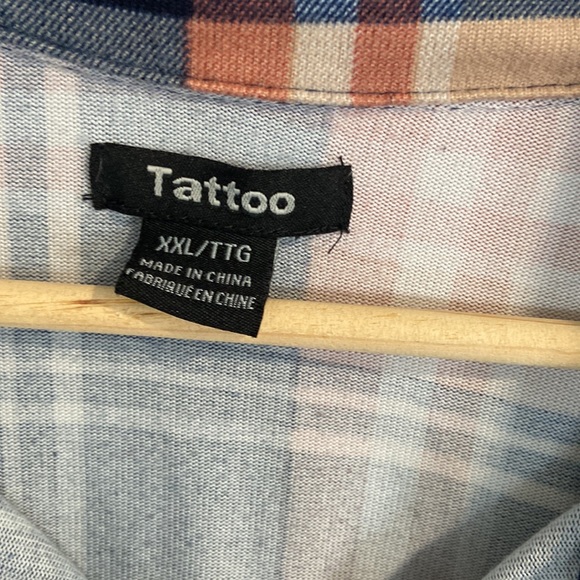 Tattoo
XXL/TTG
MADE IN CHINA
FABRIQUÉ EN CHINE